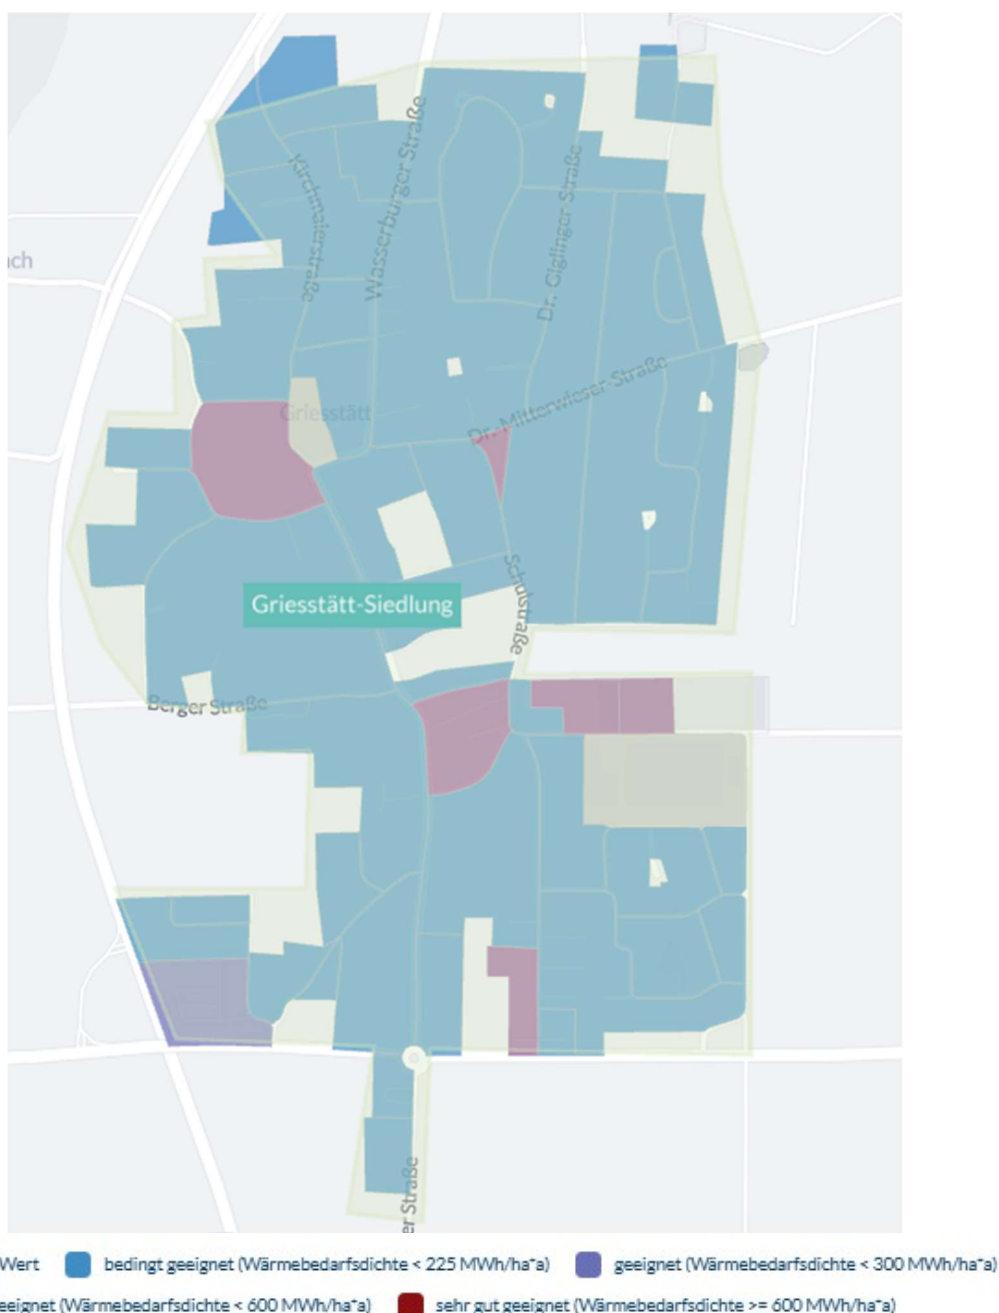 Kirchmaierstraße
Wasserburger Straße
Dr. Giglinger Straße
ach
Griesstätt
Dr.-Mitterwieser-Straße
Schulstraße
Griesstätt-Siedlung
Berger Straße
er Straße
Wert bedingt geeignet (Wärmebedarfsdichte < 225 MWh/ha*a) geeignet (Wärmebedarfsdichte < 300 MWh/ha*a)
eeignet (Wärmebedarfsdichte < 600 MWh/ha*a) sehr gut geeignet (Wärmebedarfsdichte >= 600 MWh/ha*a)